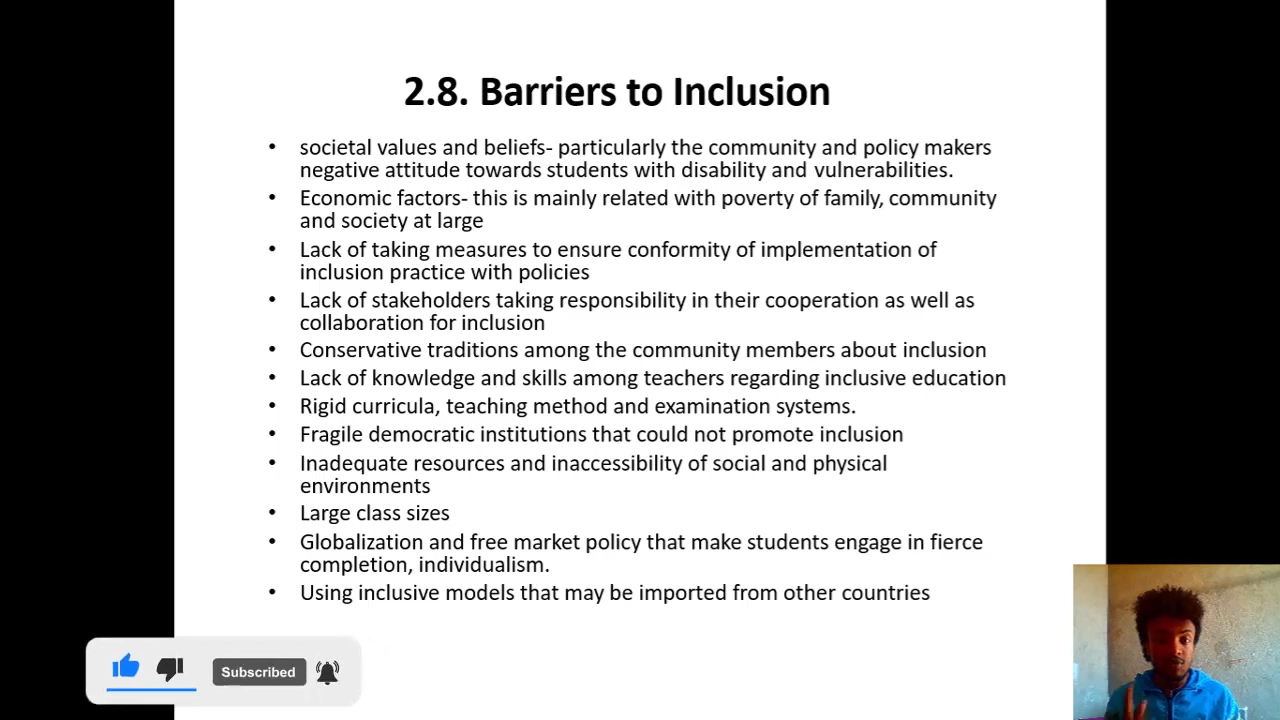 2.8. Barriers to Inclusion
• societal values and beliefs- particularly the community and policy makers
negative attitude towards students with disability and vulnerabilities.
• Economic factors- this is mainly related with poverty of family, community
and society at large
• Lack of taking measures to ensure conformity of implementation of
inclusion practice with policies
• Lack of stakeholders taking responsibility in their cooperation as well as
collaboration for inclusion
• Conservative traditions among the community members about inclusion
• Lack of knowledge and skills among teachers regarding inclusive education
• Rigid curricula, teaching method and examination systems.
• Fragile democratic institutions that could not promote inclusion
• Inadequate resources and inaccessibility of social and physical
environments
• Large class sizes
• Globalization and free market policy that make students engage in fierce
completion, individualism.
• Using inclusive models that may be imported from other countries
Subscribed